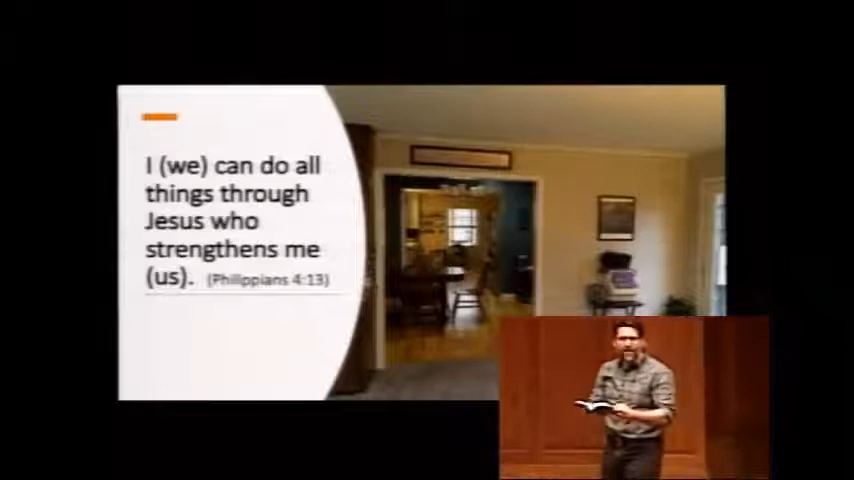 I (we) can do all
things through
Jesus who
strengthens me
(us). (Philippians 4:13)